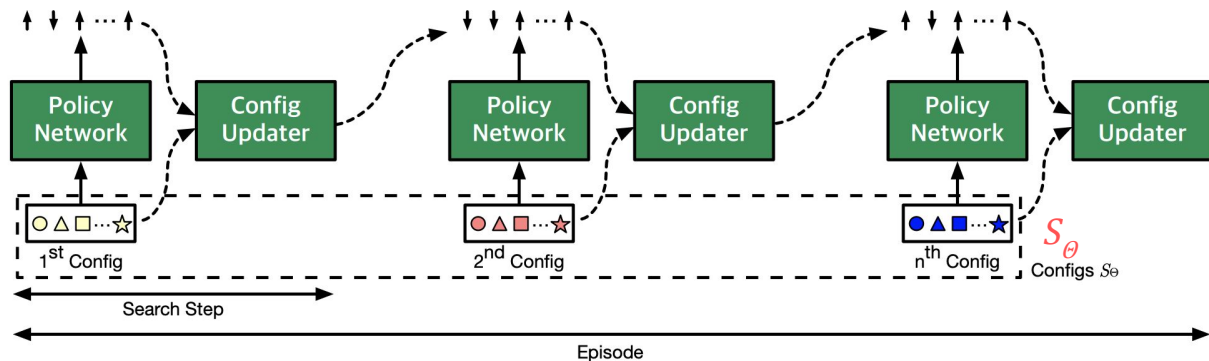 Policy Network
Config Updater
Policy Network
Config Updater
Policy Network
Config Updater
1st Config
2nd Config
nth Config
SΘ
Configs SΘ
Search Step
Episode